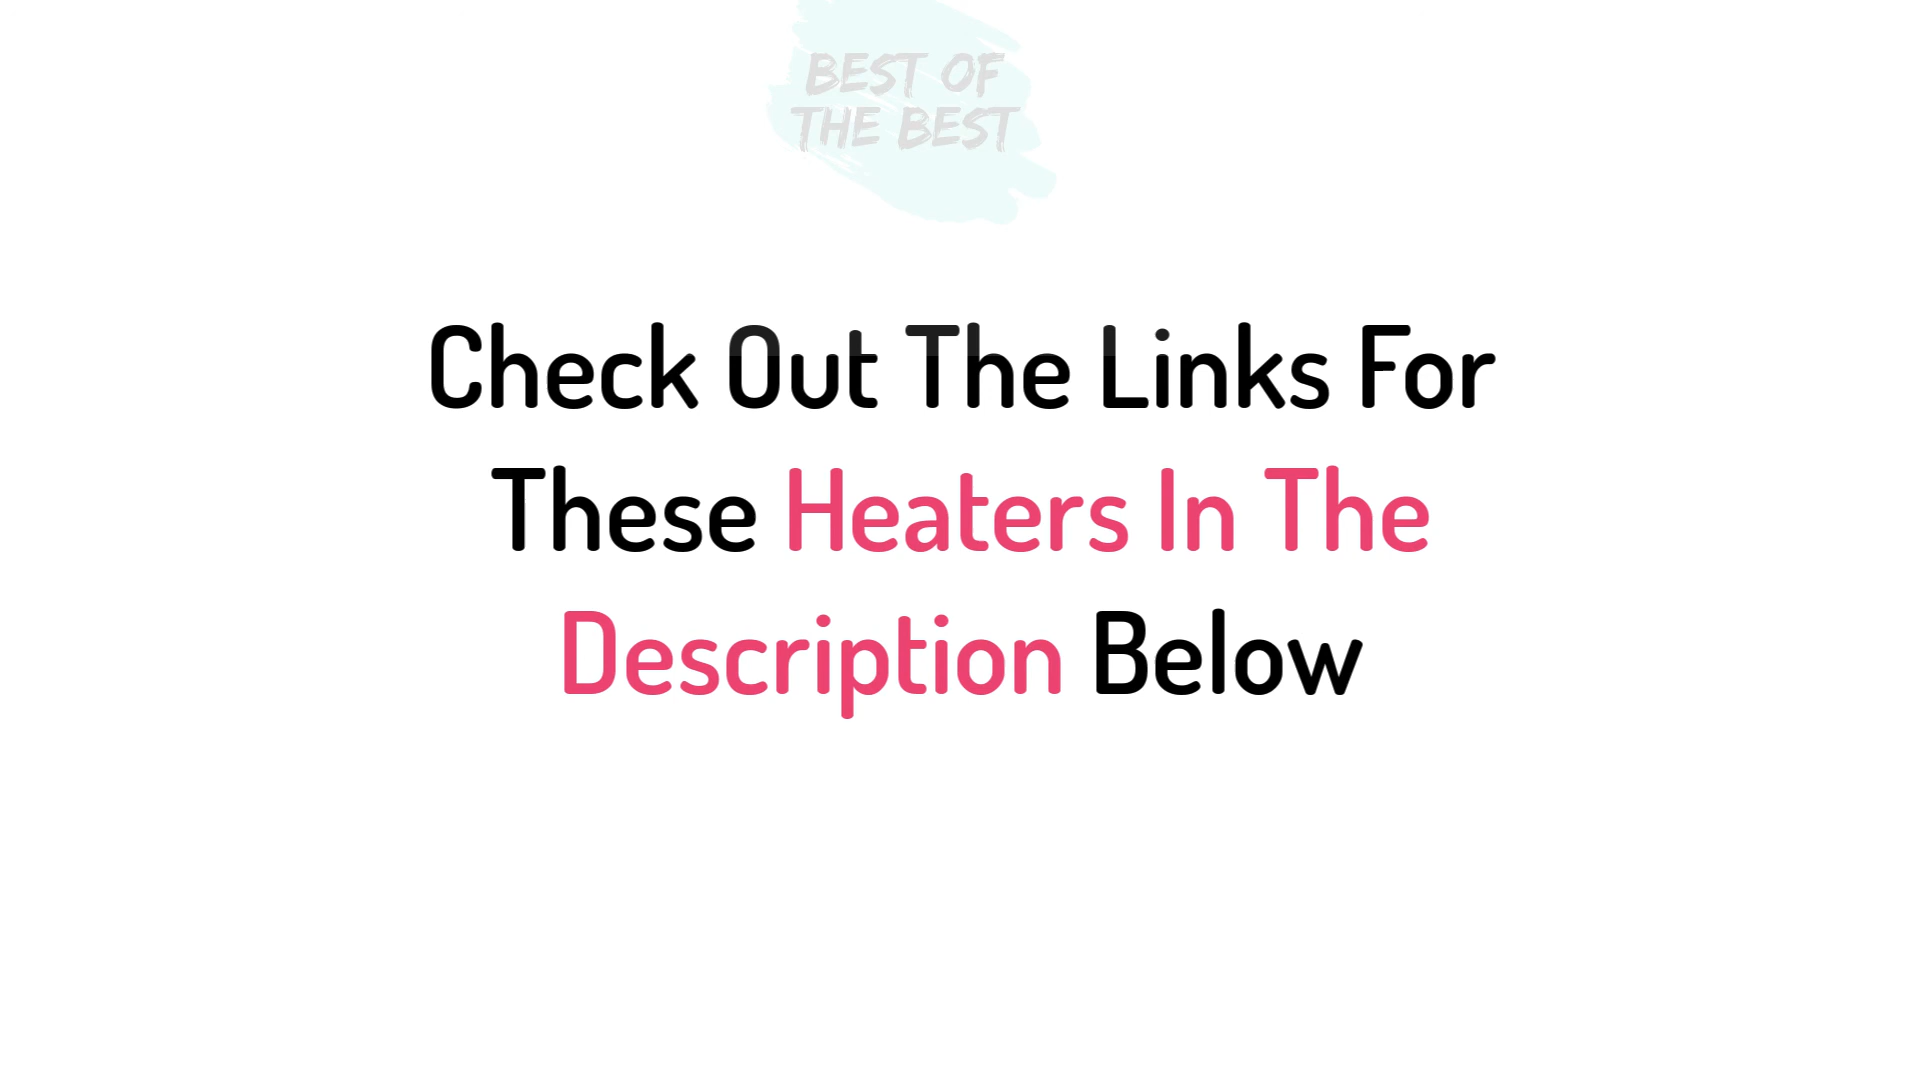 BEST OF
THE BEST
Check Out The Links For
These Heaters In The
Description Below